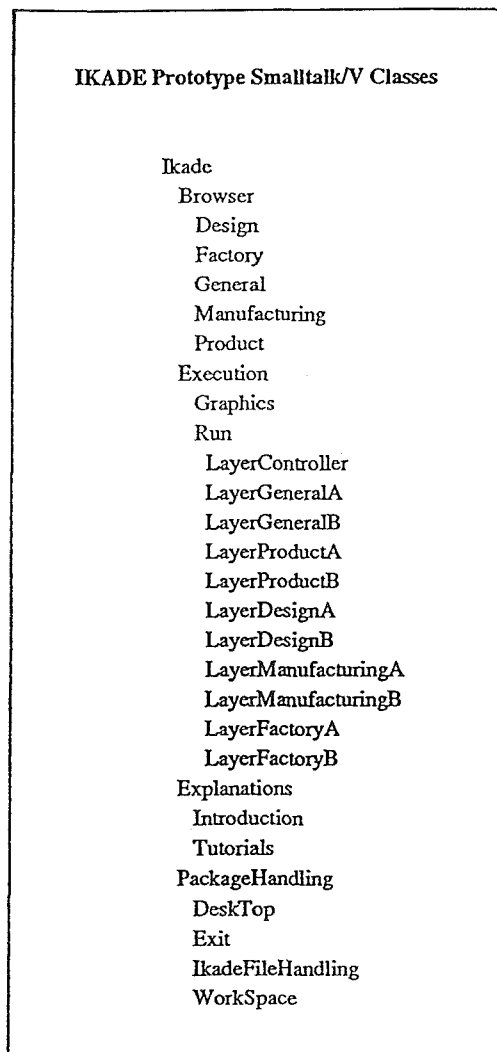 IKADE Prototype Smalltalk/V Classes
Ikade
Browser
Design
Factory
General
Manufacturing
Product
Execution
Graphics
Run
LayerController
LayerGeneralA
LayerGeneralB
LayerProductA
LayerProductB
LayerDesignA
LayerDesignB
LayerManufacturingA
LayerManufacturingB
LayerFactoryA
LayerFactoryB
Explanations
Introduction
Tutorials
PackageHandling
DeskTop
Exit
IkadeFileHandling
WorkSpace